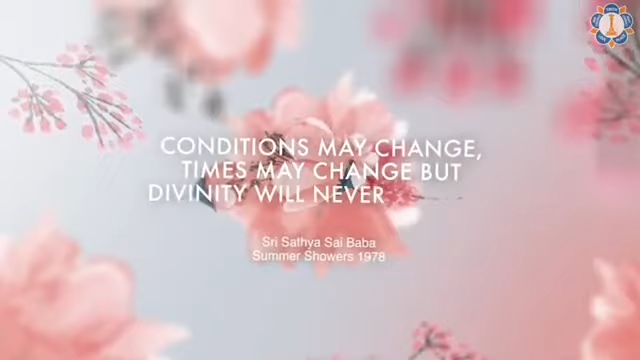 CONDITIONS MAY CHANGE,
TIMES MAY CHANGE BUT
DIVINITY WILL NEVER
Sri Sathya Sai Baba
Summer Showers 1978